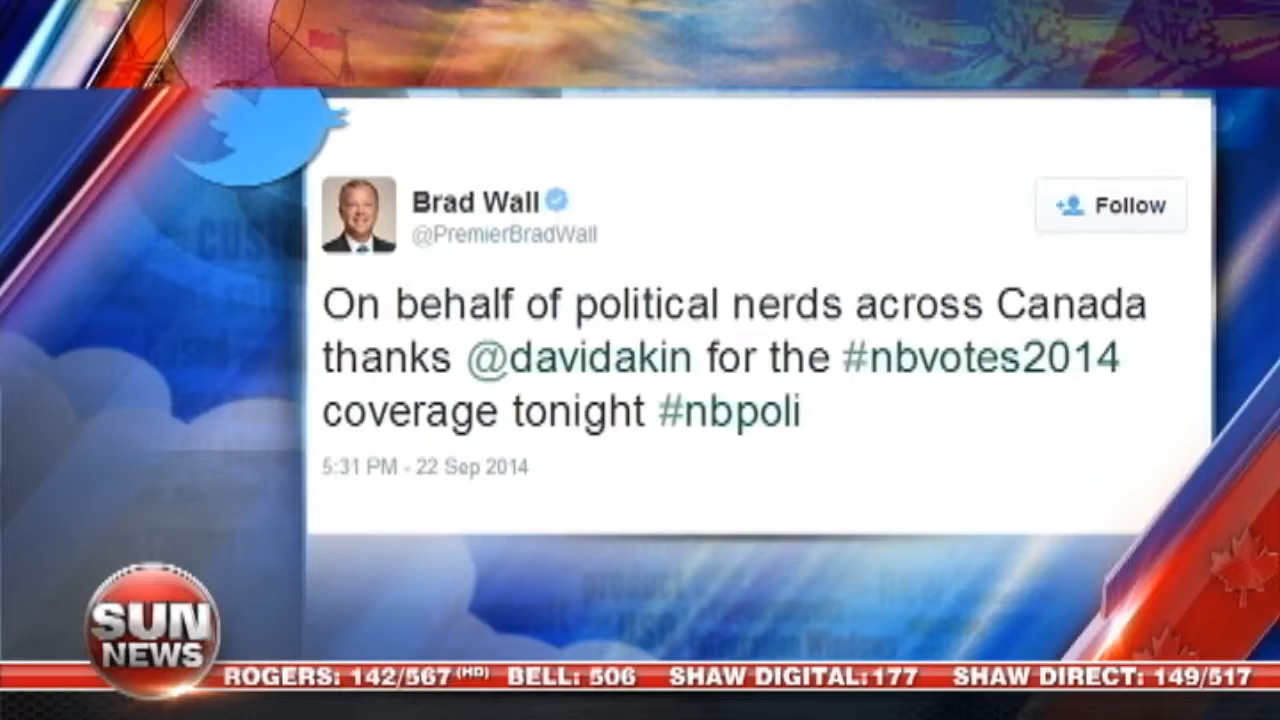 Brad Wall
@PremierBradWall
Follow
On behalf of political nerds across Canada
thanks @davidakin for the #nbvotes2014
coverage tonight #nbpoli
5:31 PM - 22 Sep 2014
SUN
NEWS
ROGERS: 142/567 (HD) BELL: 506 SHAW DIGITAL: 177 SHAW DIRECT: 149/517